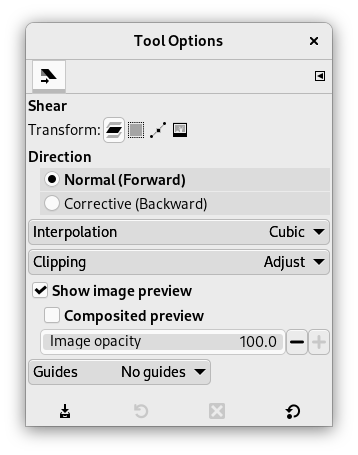 Tool Options
Shear
Transform:
Direction
Normal (Forward)
Corrective (Backward)
Interpolation Cubic
Clipping Adjust
Show image preview
Composited preview
Image opacity 100.0
Guides No guides